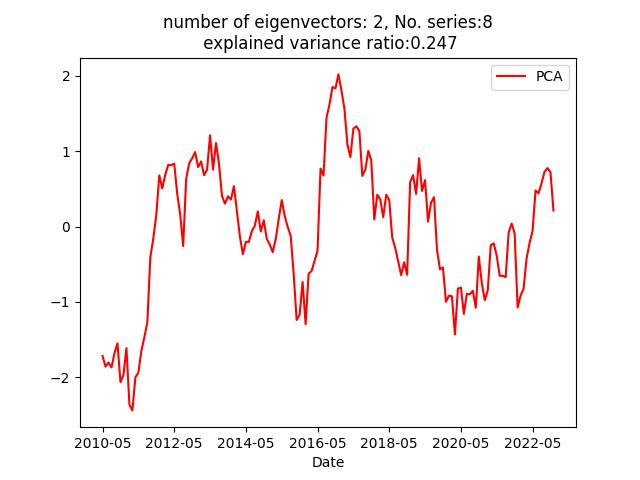 number of eigenvectors: 2, No. series:8
explained variance ratio:0.247
PCA
2
1
0
−1
−2
2010-05 2012-05 2014-05 2016-05 2018-05 2020-05 2022-05
Date